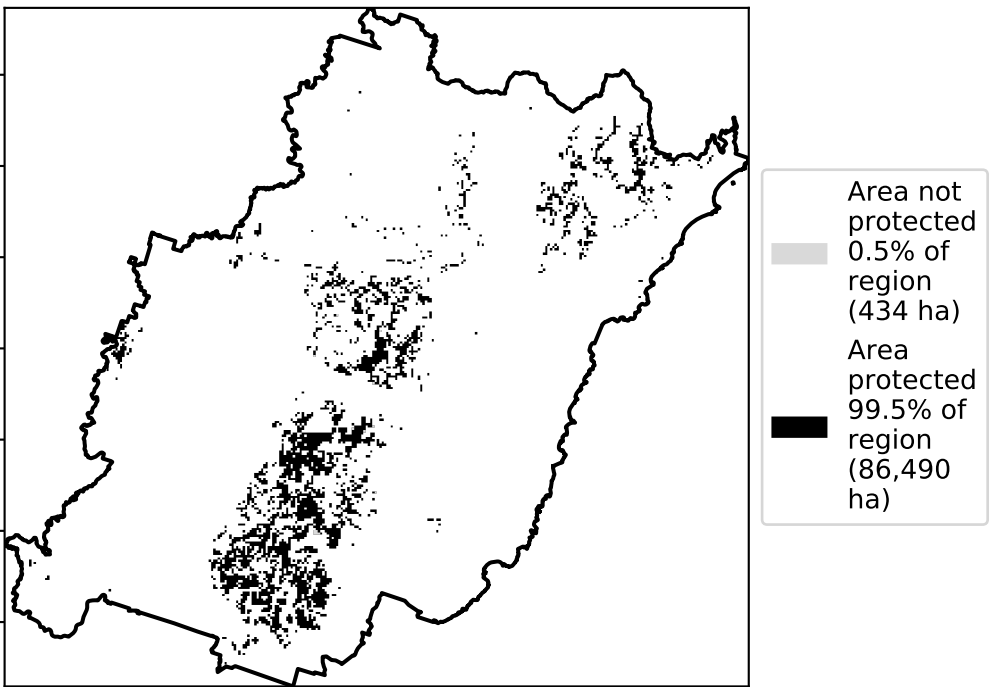 Area not
protected
0.5% of
region
(434 ha)
Area
protected
99.5% of
region
(86,490
ha)